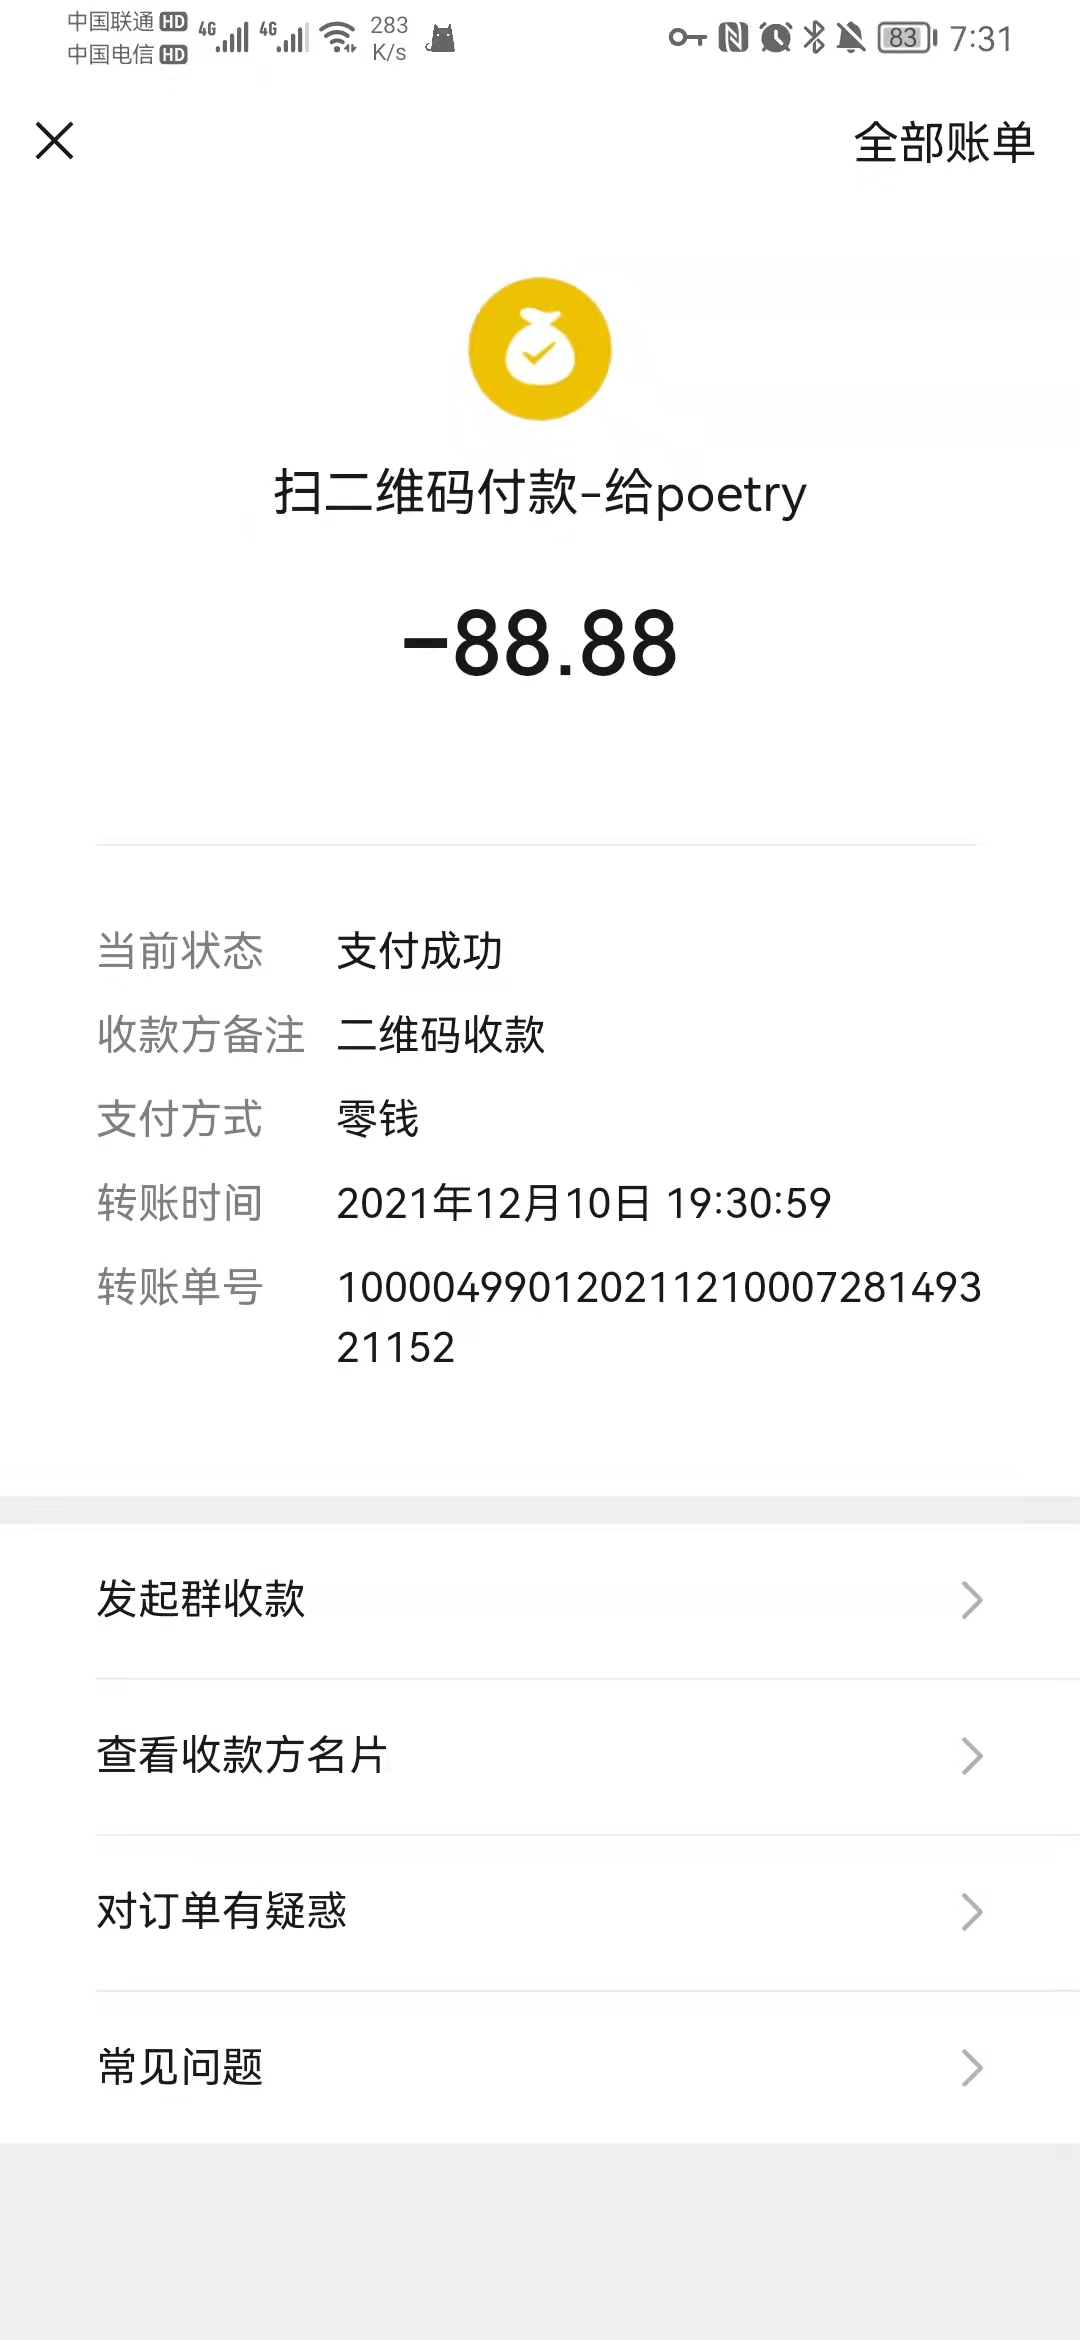 中国联通 HD 4G 4G 283 83 7:31
中国电信 HD K/s
全部账单
扫二维码付款-给poetry
-88.88
当前状态 支付成功
收款方备注 二维码收款
支付方式 零钱
转账时间 2021年12月10日 19:30:59
转账单号 100004990120211210007281493
21152
发起群收款
查看收款方名片
对订单有疑惑
常见问题